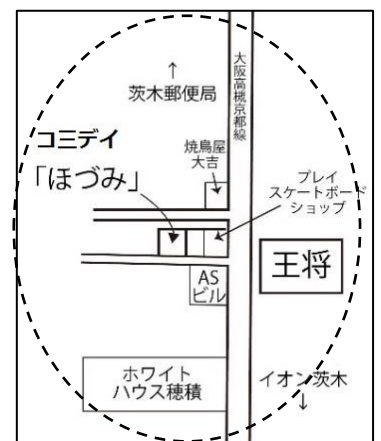 ↑
茨木郵便局
大阪高槻京都線
焼鳥屋
大吉
コ三デイ
「ほづみ」
プレイ
スケートボード
ショップ
王将
AS
ビル
ホワイト
ハウス穂積
イオン茨木
↓